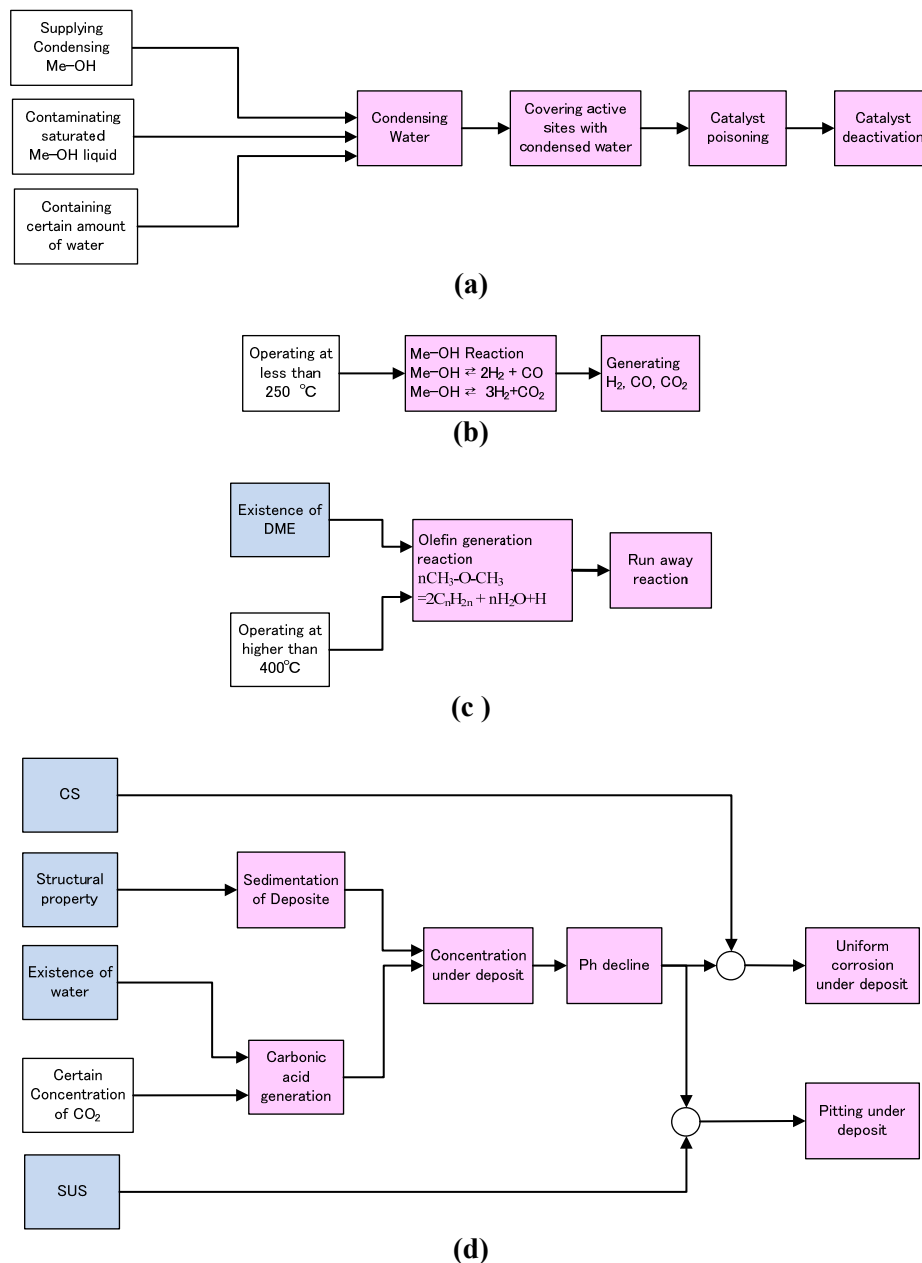 Supplying
Condensing
Me-OH
Contaminating
saturated
Me-OH liquid
Containing
certain amount
of water
Condensing
Water
Covering active
sites with
condensed water
Catalyst
poisoning
Catalyst
deactivation
(a)
Operating at
less than
250 °C
Me-OH Reaction
Me-OH ⇄ 2H₂ + CO
Me-OH ⇄ 3H₂+CO₂
Generating
H₂, CO, CO₂
(b)
Existence of
DME
Operating at
higher than
400°C
Olefin generation
reaction
nCH₃-O-CH₃
=2CₙH₂ₙ + nH₂O+H
Run away
reaction
(c )
CS
Structural
property
Existence of
water
Certain
Concentration
of CO₂
SUS
Sedimentation
of Deposite
Carbonic
acid
generation
Concentration
under deposit
Ph decline
Uniform
corrosion
under deposit
Pitting under
deposit
(d)